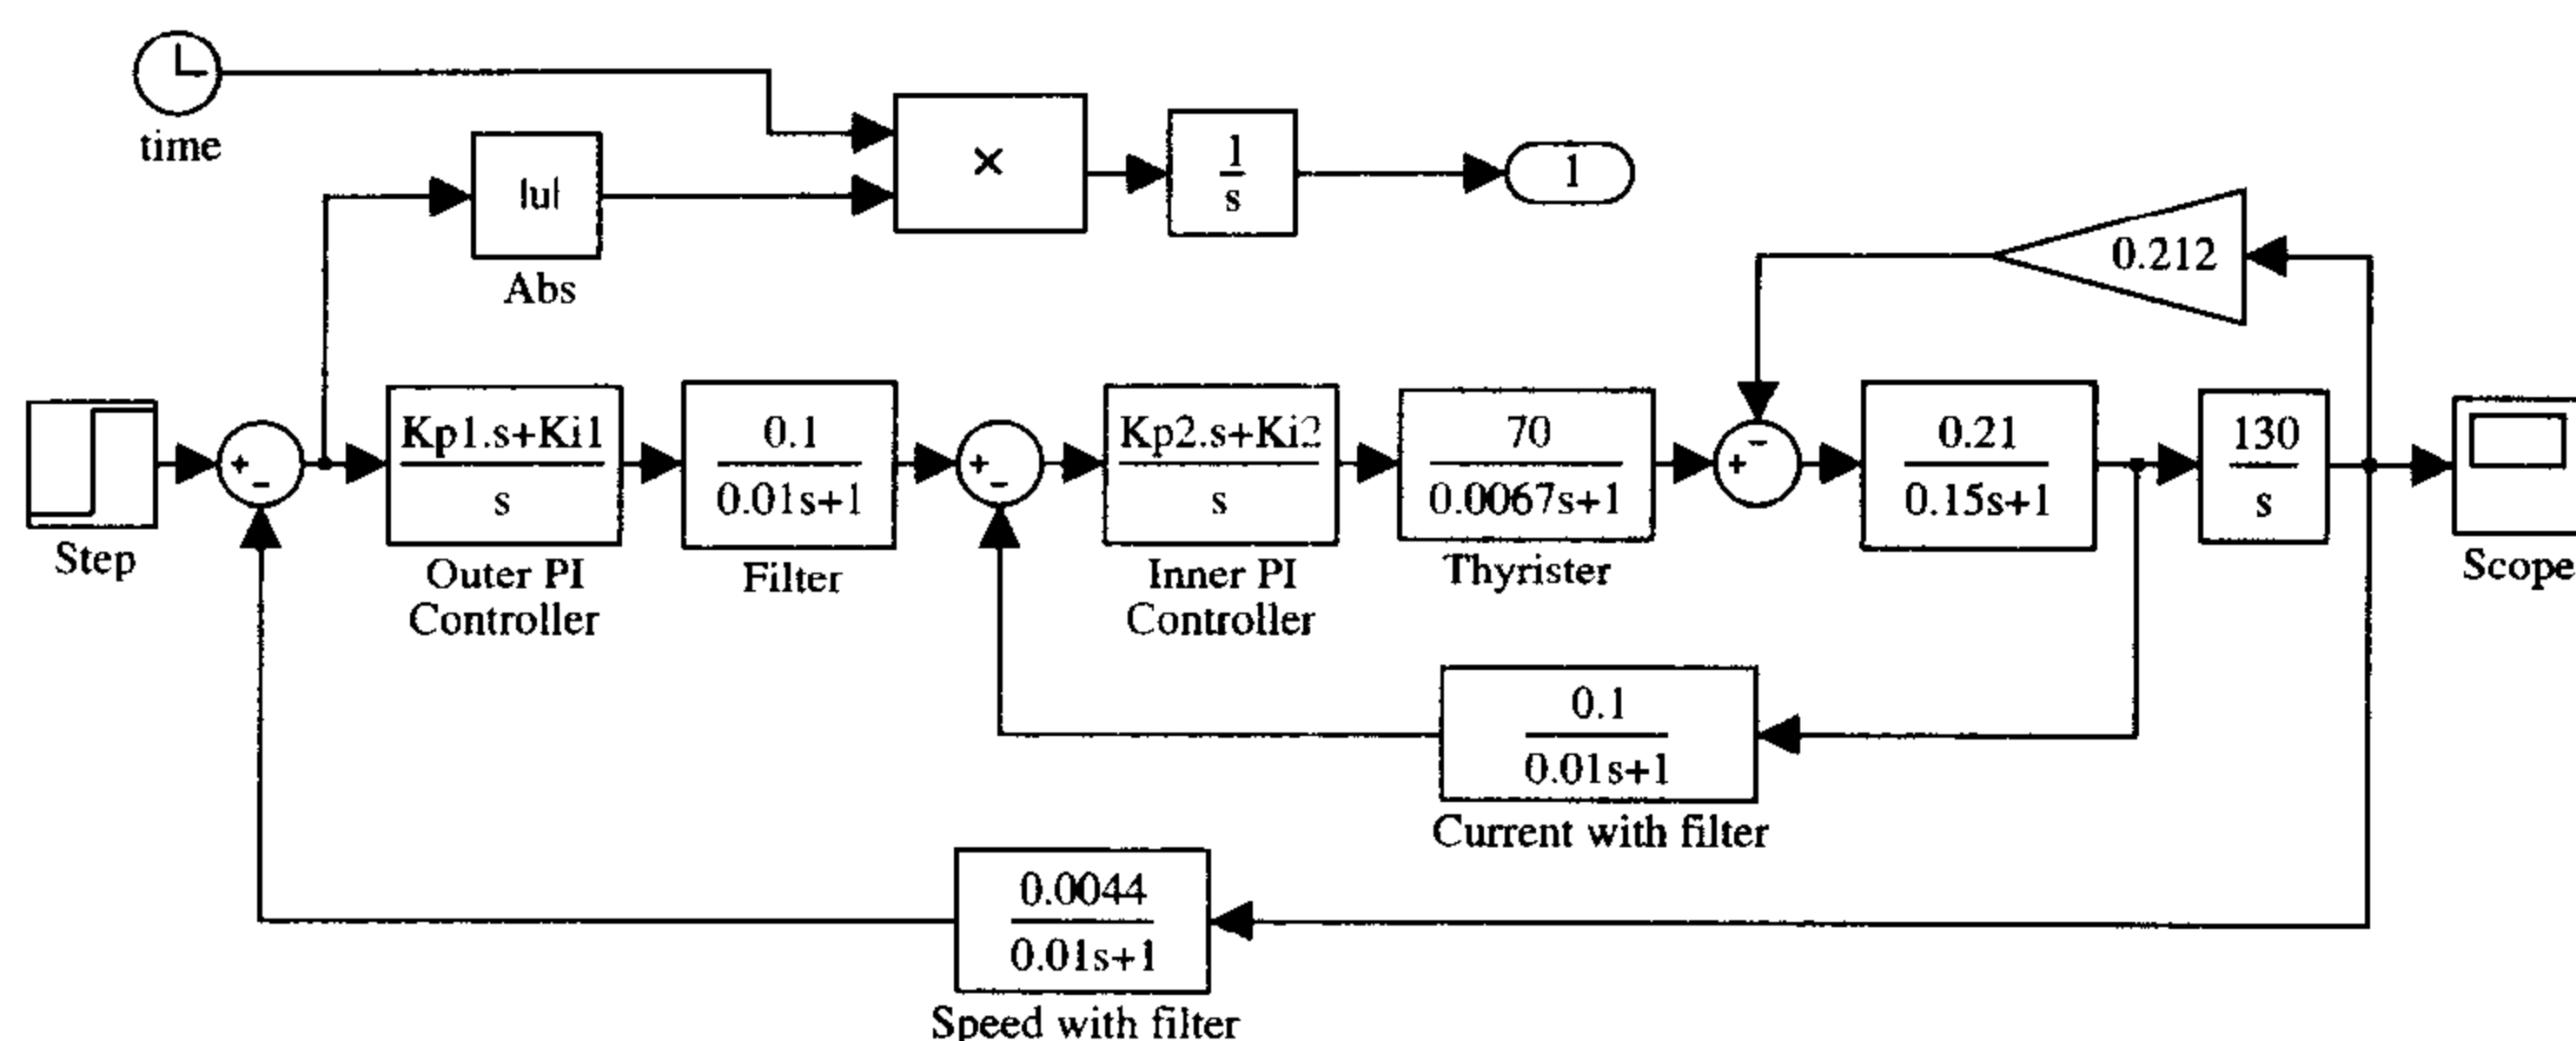 time
|u|
Abs
×
1
s
1
0.212
Step
+
-
Kp1.s+Ki1
s
Outer PI
Controller
0.1
0.01s+1
Filter
+
-
Kp2.s+Ki2
s
Inner PI
Controller
70
0.0067s+1
Thyrister
-
+
0.21
0.15s+1
130
s
Scope
0.1
0.01s+1
Current with filter
0.0044
0.01s+1
Speed with filter